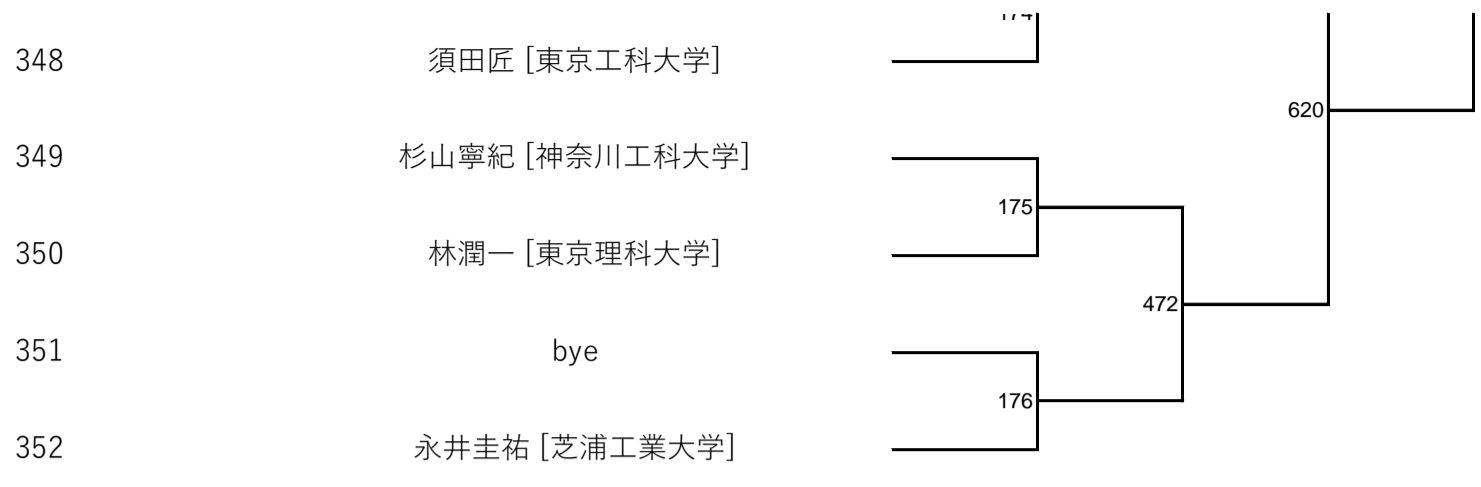 174
348 須田匠 [東京工科大学]
620
349 杉山寧紀 [神奈川工科大学]
175
350 林潤一 [東京理科大学]
472
351 bye
176
352 永井圭祐 [芝浦工業大学]